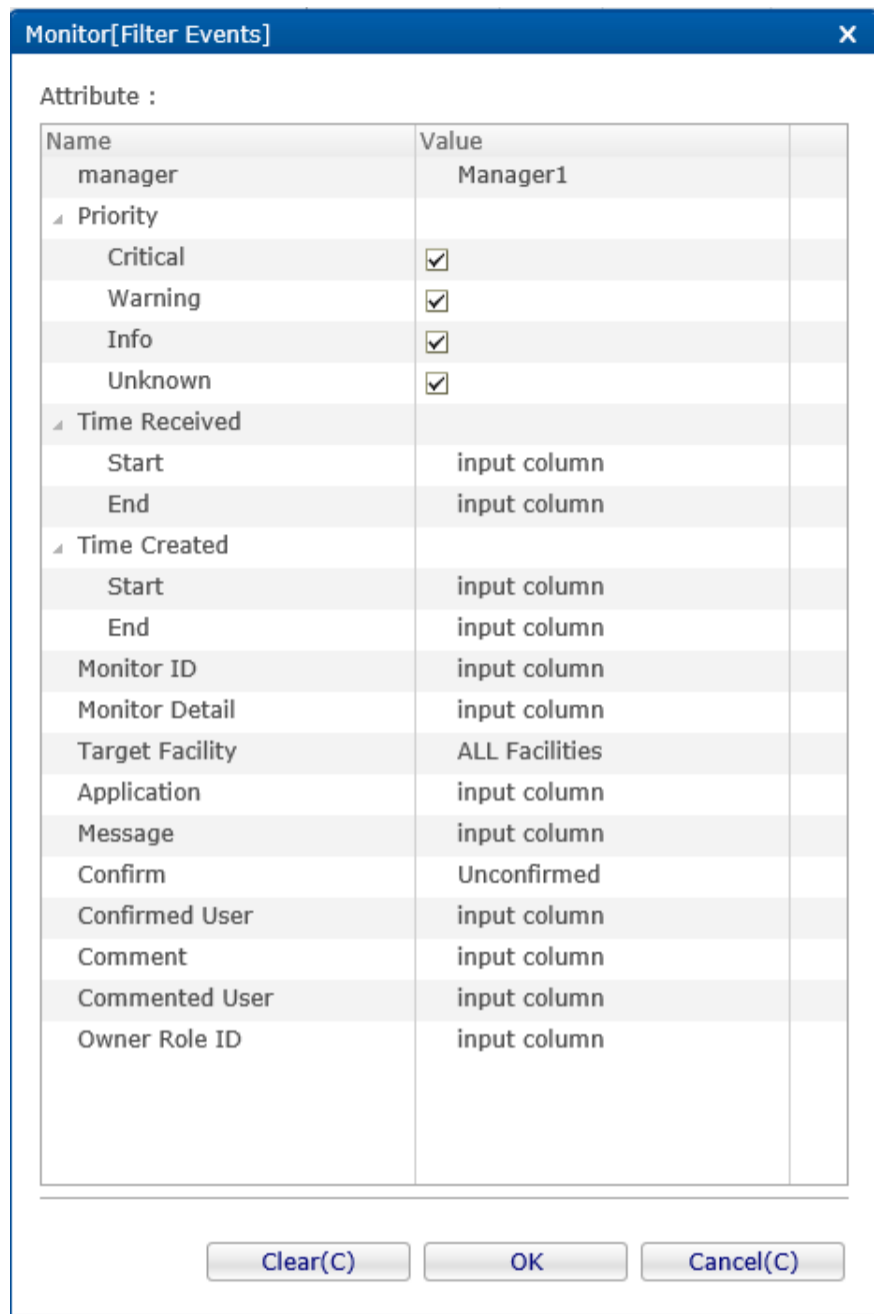 Monitor[Filter Events] X
Attribute :
Name Value
manager Manager1
Priority
Critical
Warning
Info
Unknown
Time Received
Start input column
End input column
Time Created
Start input column
End input column
Monitor ID input column
Monitor Detail input column
Target Facility ALL Facilities
Application input column
Message input column
Confirm Unconfirmed
Confirmed User input column
Comment input column
Commented User input column
Owner Role ID input column
Clear(C) OK Cancel(C)